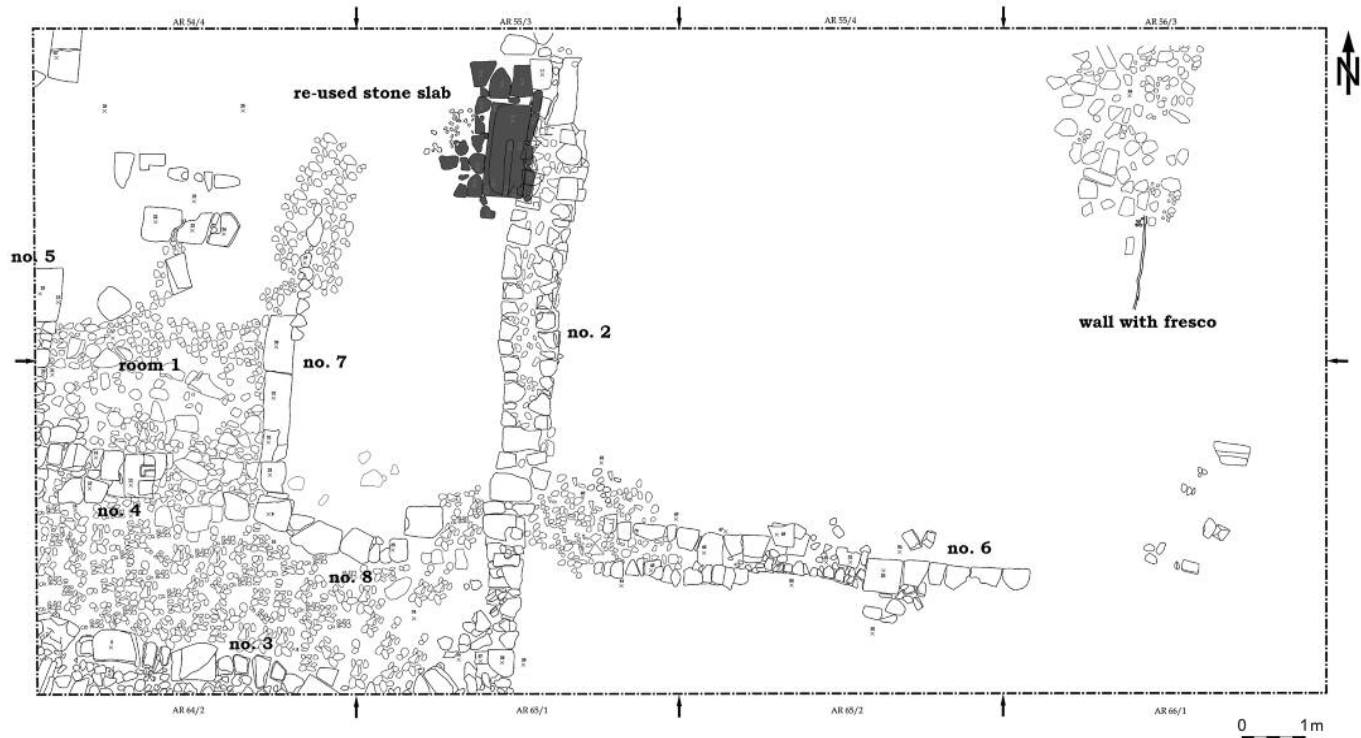 AR 54/4
AR 55/3
AR 55/4
AR 56/3
N
re-used stone slab
no. 5
wall with fresco
no. 2
room 1
no. 7
no. 4
no. 6
no. 8
no. 3
AR 64/2
AR 65/1
AR 65/2
AR 66/1
0 1m